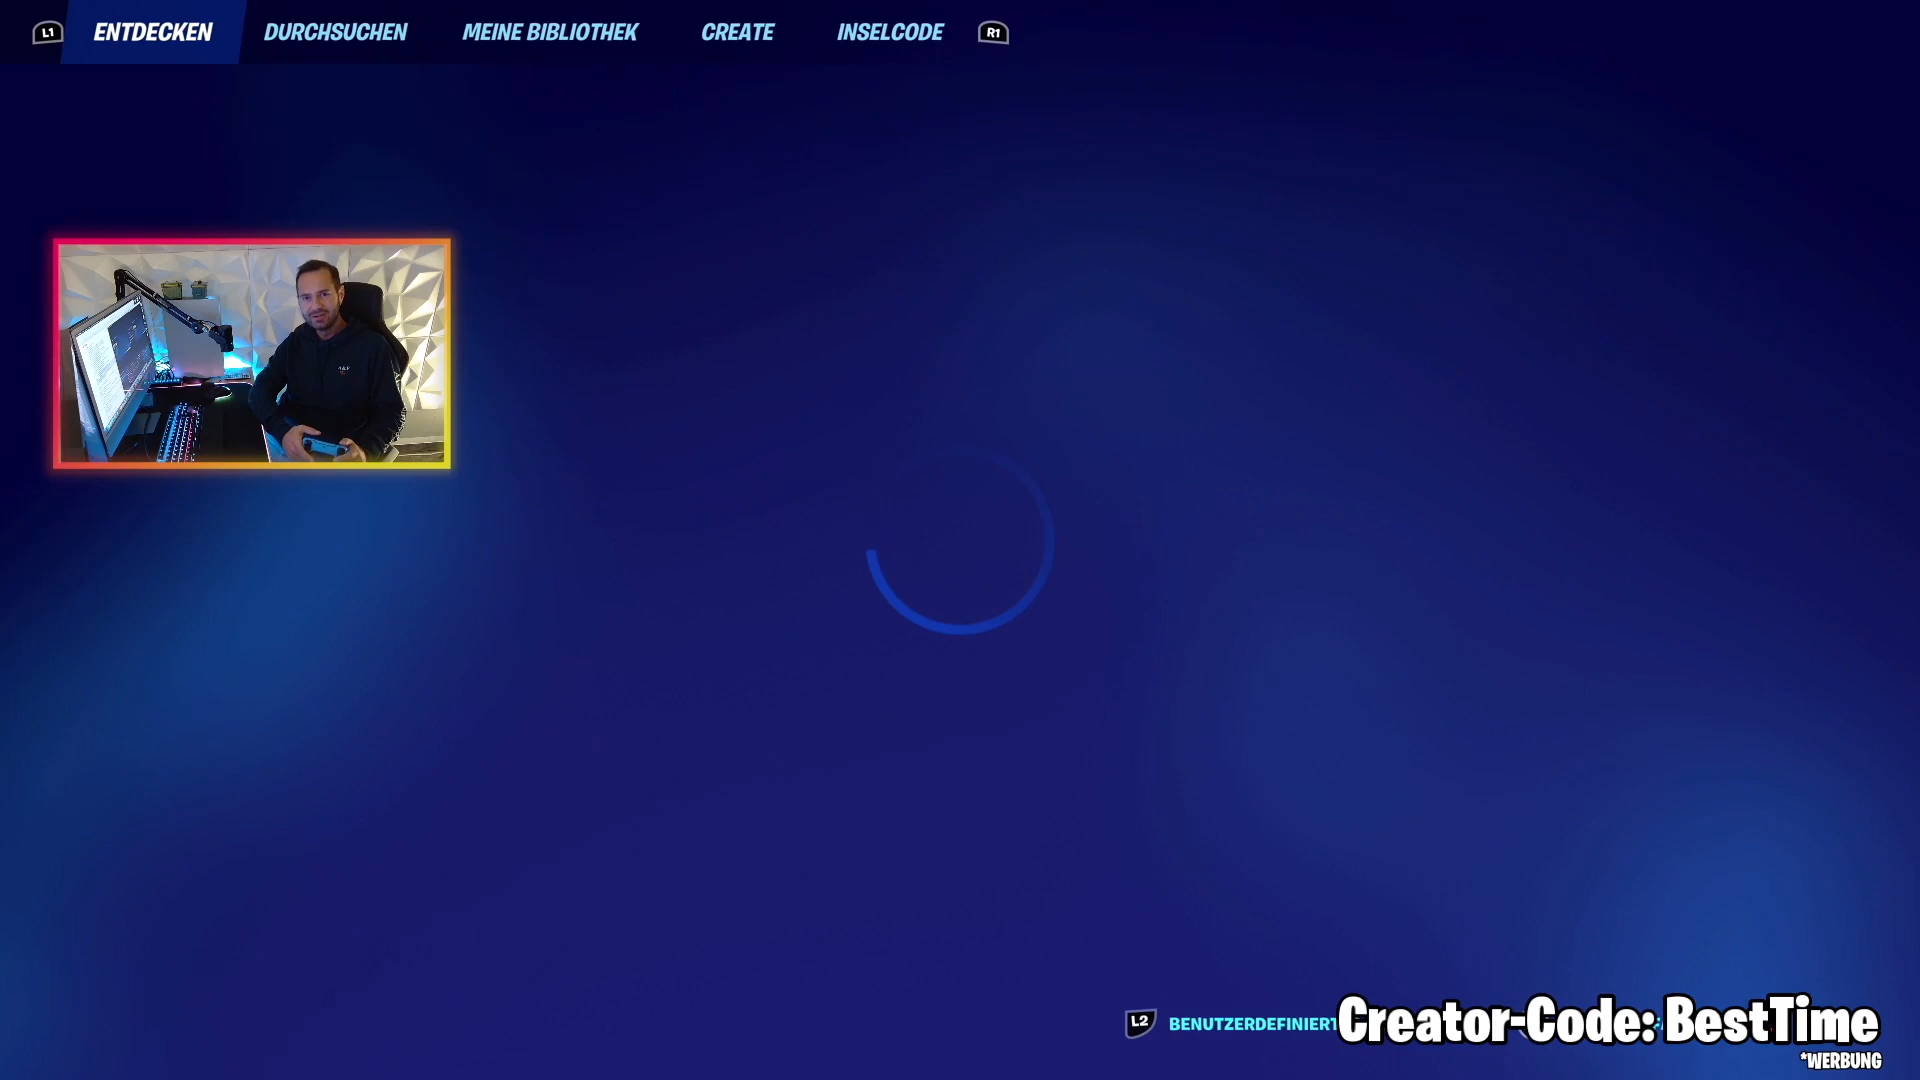 L1 ENTDECKEN DURCHSUCHEN MEINE BIBLIOTHEK CREATE INSELCODE R1
L2 BENUTZERDEFINIERT
Creator-Code: BestTime
*WERBUNG